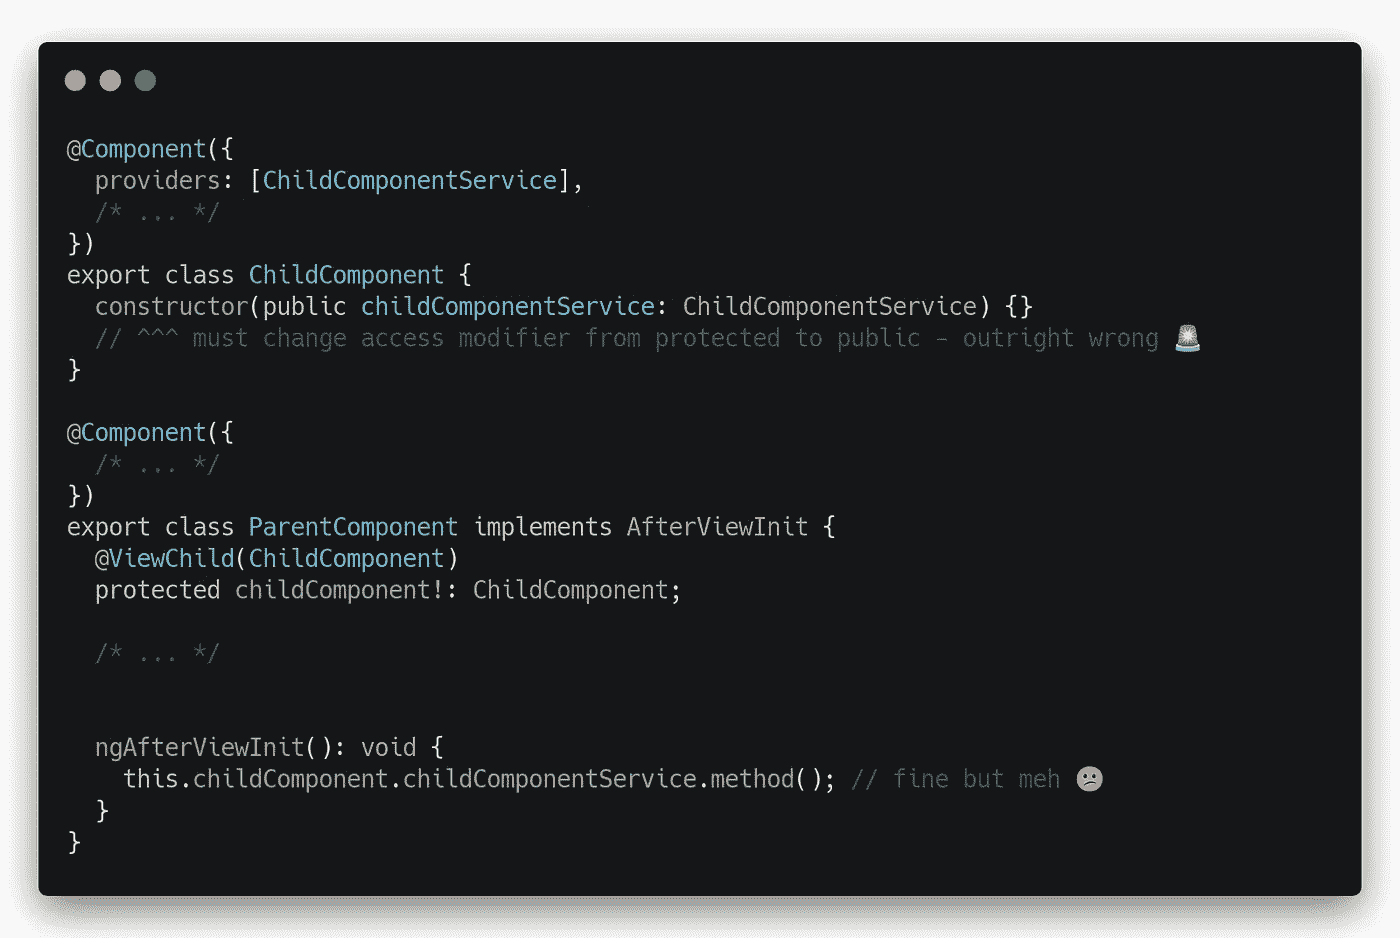 @Component({
  providers: [ChildComponentService],
  /* ... */
})
export class ChildComponent {
  constructor(public childComponentService: ChildComponentService) {}
  // ^^^ must change access modifier from protected to public - outright wrong 🚨
}

@Component({
  /* ... */
})
export class ParentComponent implements AfterViewInit {
  @ViewChild(ChildComponent)
  protected childComponent!: ChildComponent;

  /* ... */

  ngAfterViewInit(): void {
    this.childComponent.childComponentService.method(); // fine but meh 😕
  }
}